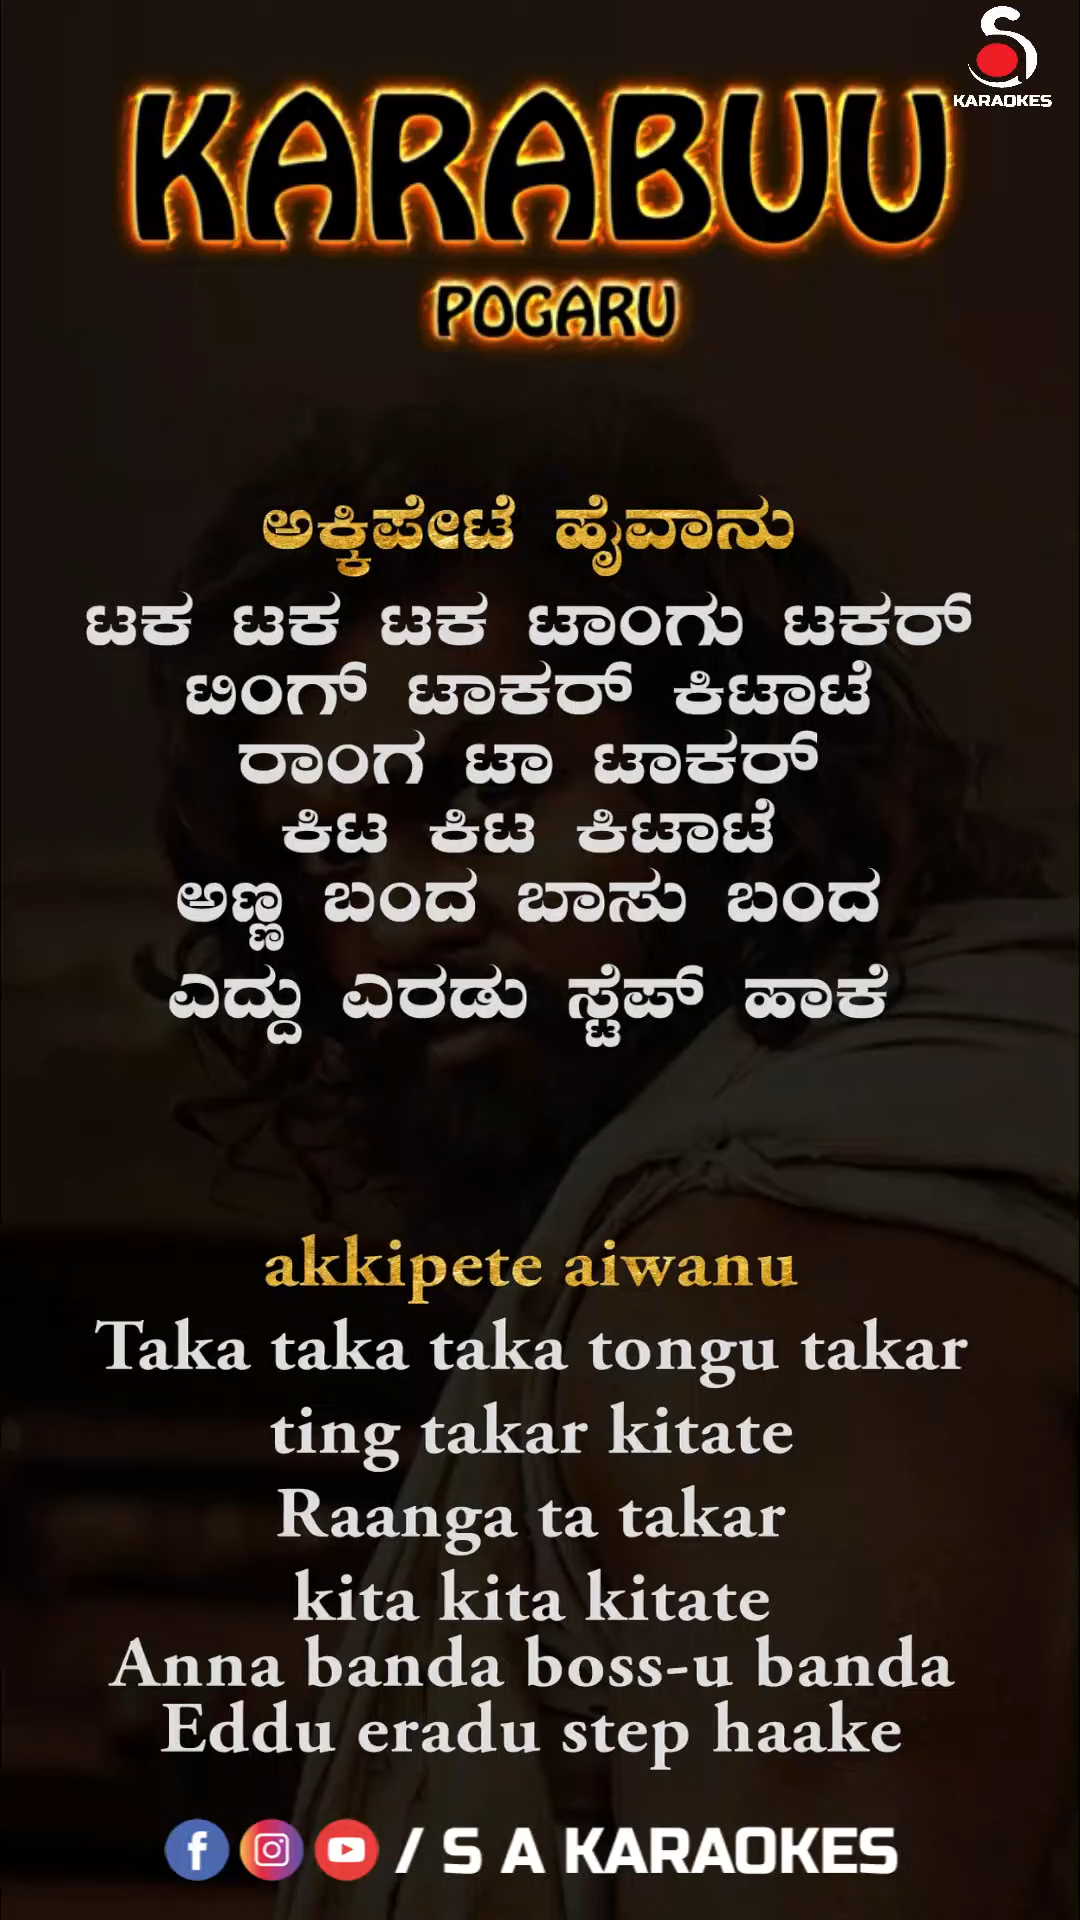 KARAOKES
KARABUU
POGARU
ಅಕ್ಕಿಪೇಟೆ ಹೈವಾನು
ಟಕ ಟಕ ಟಕ ಟಾಂಗು ಟಕರ್
ಟಿಂಗ್ ಟಾಕರ್ ಕಿಟಾಟೆ
ರಾಂಗ ಟಾ ಟಾಕರ್
ಕಿಟ ಕಿಟ ಕಿಟಾಟೆ
ಅಣ್ಣ ಬಂದ ಬಾಸು ಬಂದ
ಎದ್ದು ಎರಡು ಸ್ಟೆಪ್ ಹಾಕೆ
akkipete aiwanu
Taka taka taka tongu takar
ting takar kitate
Raanga ta takar
kita kita kitate
Anna banda boss-u banda
Eddu eradu step haake
/ S A KARAOKES